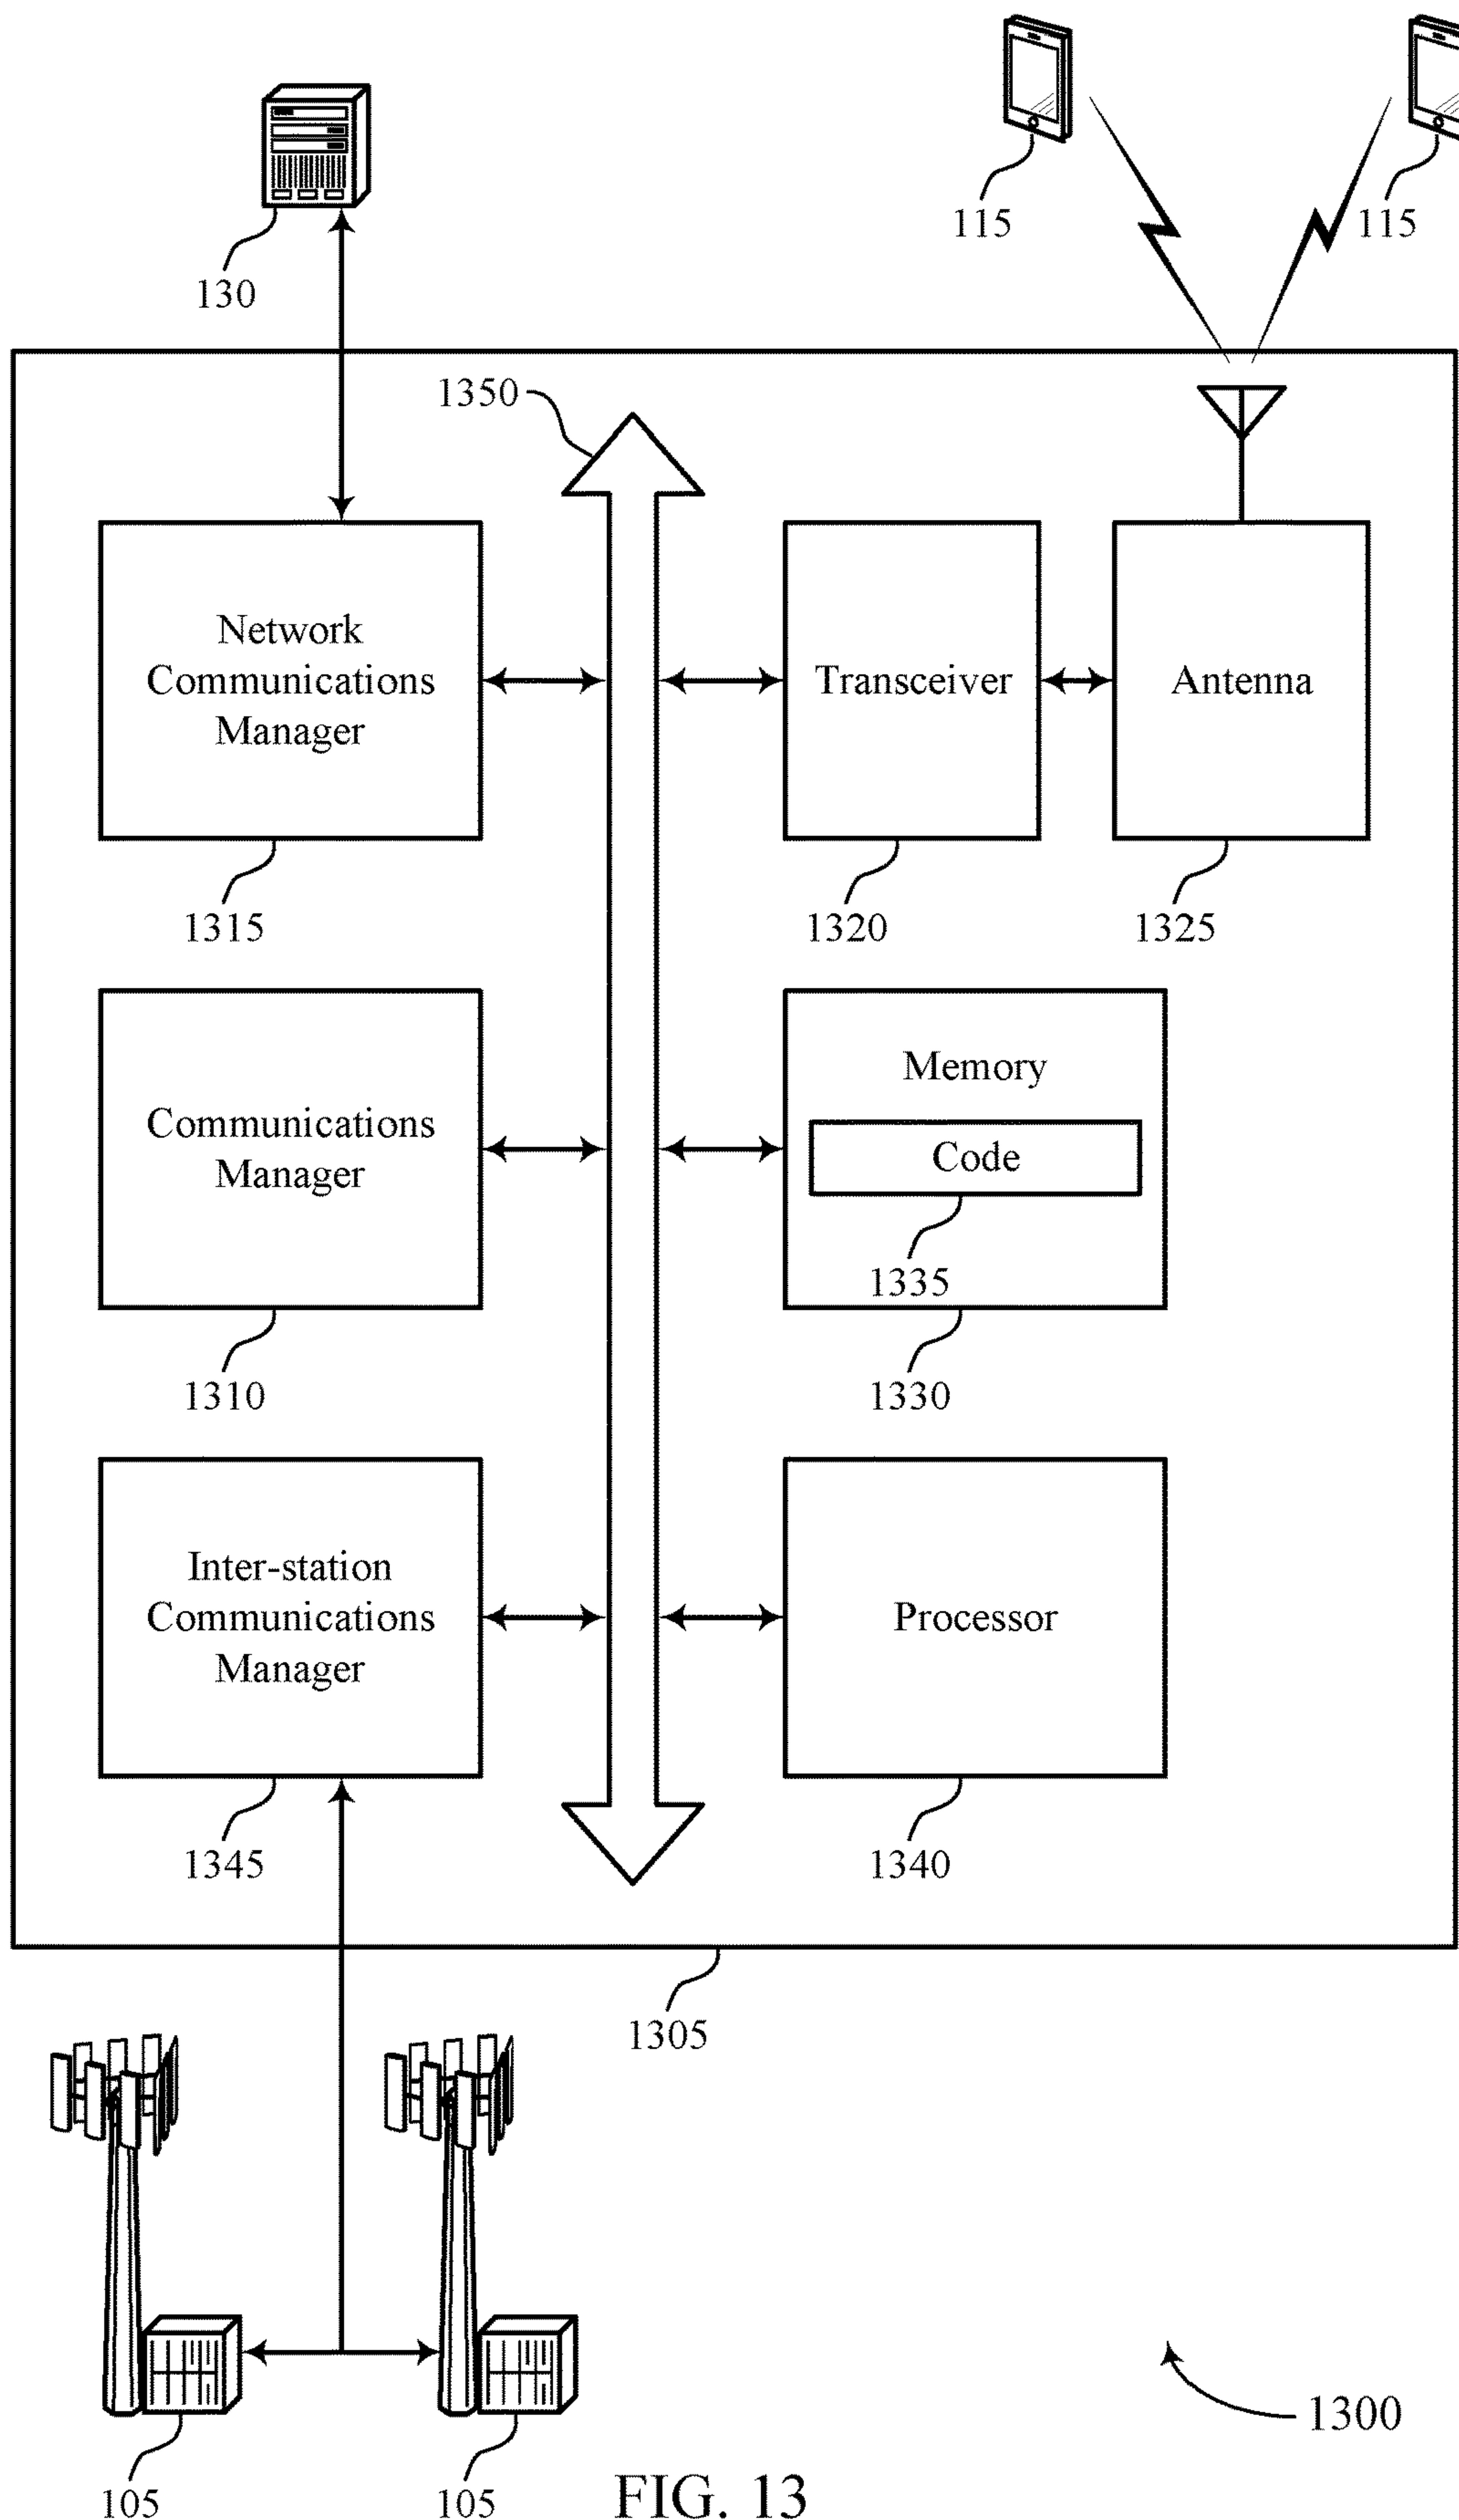 115
115
130
1350
Network
Communications
Manager
Transceiver
Antenna
1315
1320
1325
Communications
Manager
Memory
Code
1335
1310
1330
Inter-station
Communications
Manager
Processor
1345
1340
1305
1300
105
105
FIG. 13